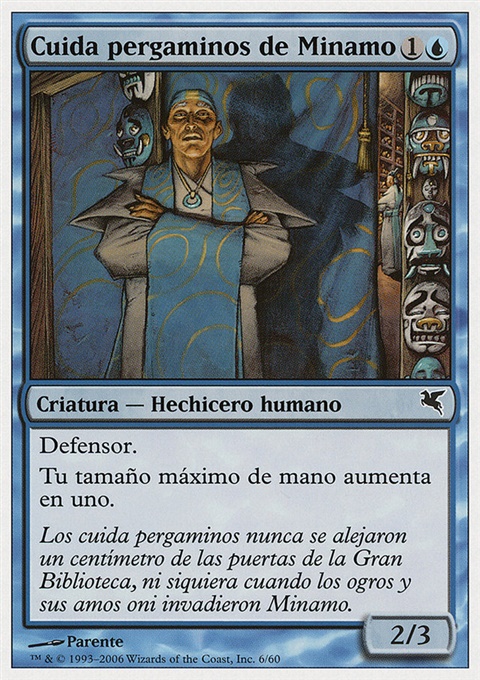 Cuida pergaminos de Minamo 1
Criatura — Hechicero humano
Defensor.
Tu tamaño máximo de mano aumenta
en uno.
Los cuida pergaminos nunca se alejaron
un centímetro de las puertas de la Gran
Biblioteca, ni siquiera cuando los ogros y
sus amos oni invadieron Minamo.
Parente
2/3
™ & © 1993–2006 Wizards of the Coast, Inc. 6/60